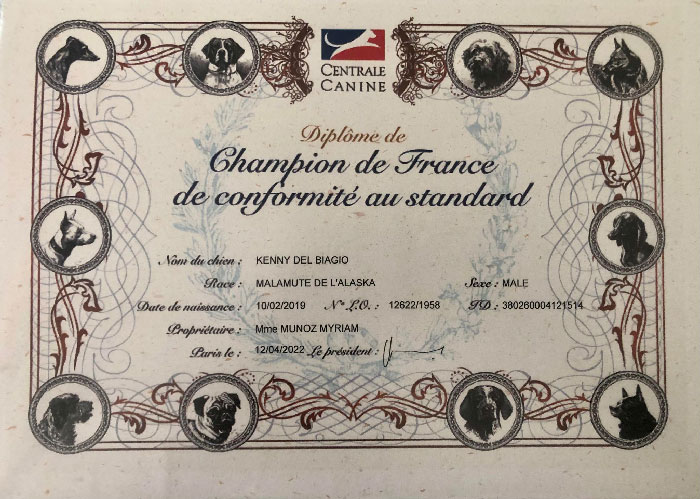 CENTRALE
CANINE
Diplôme de
Champion de France
de conformité au standard
Nom du chien : KENNY DEL BIAGIO
Race : MALAMUTE DE L'ALASKA Sexe : MALE
Date de naissance : 10/02/2019 N° L.O. : 12622/1958 ID : 380260004121514
Propriétaire : Mme MUNOZ MYRIAM
Paris le : 12/04/2022 Le président :